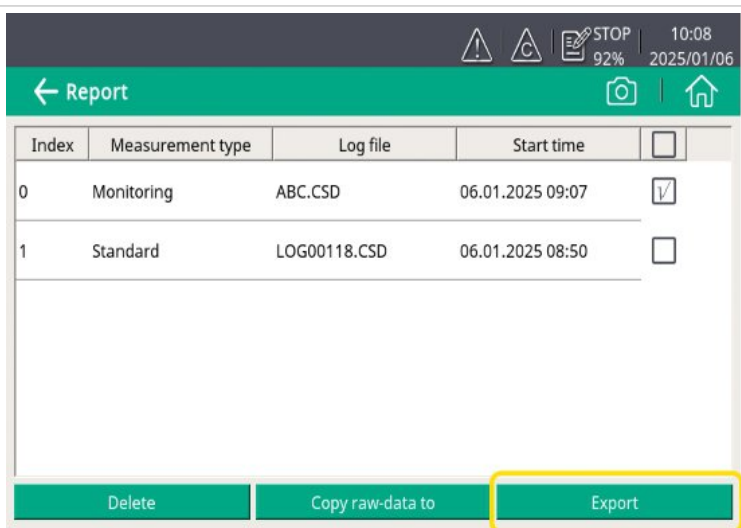 STOP 10:08
92% 2025/01/06
Report
Index Measurement type Log file Start time
0 Monitoring ABC.CSD 06.01.2025 09:07
1 Standard LOG00118.CSD 06.01.2025 08:50
Delete Copy raw-data to Export